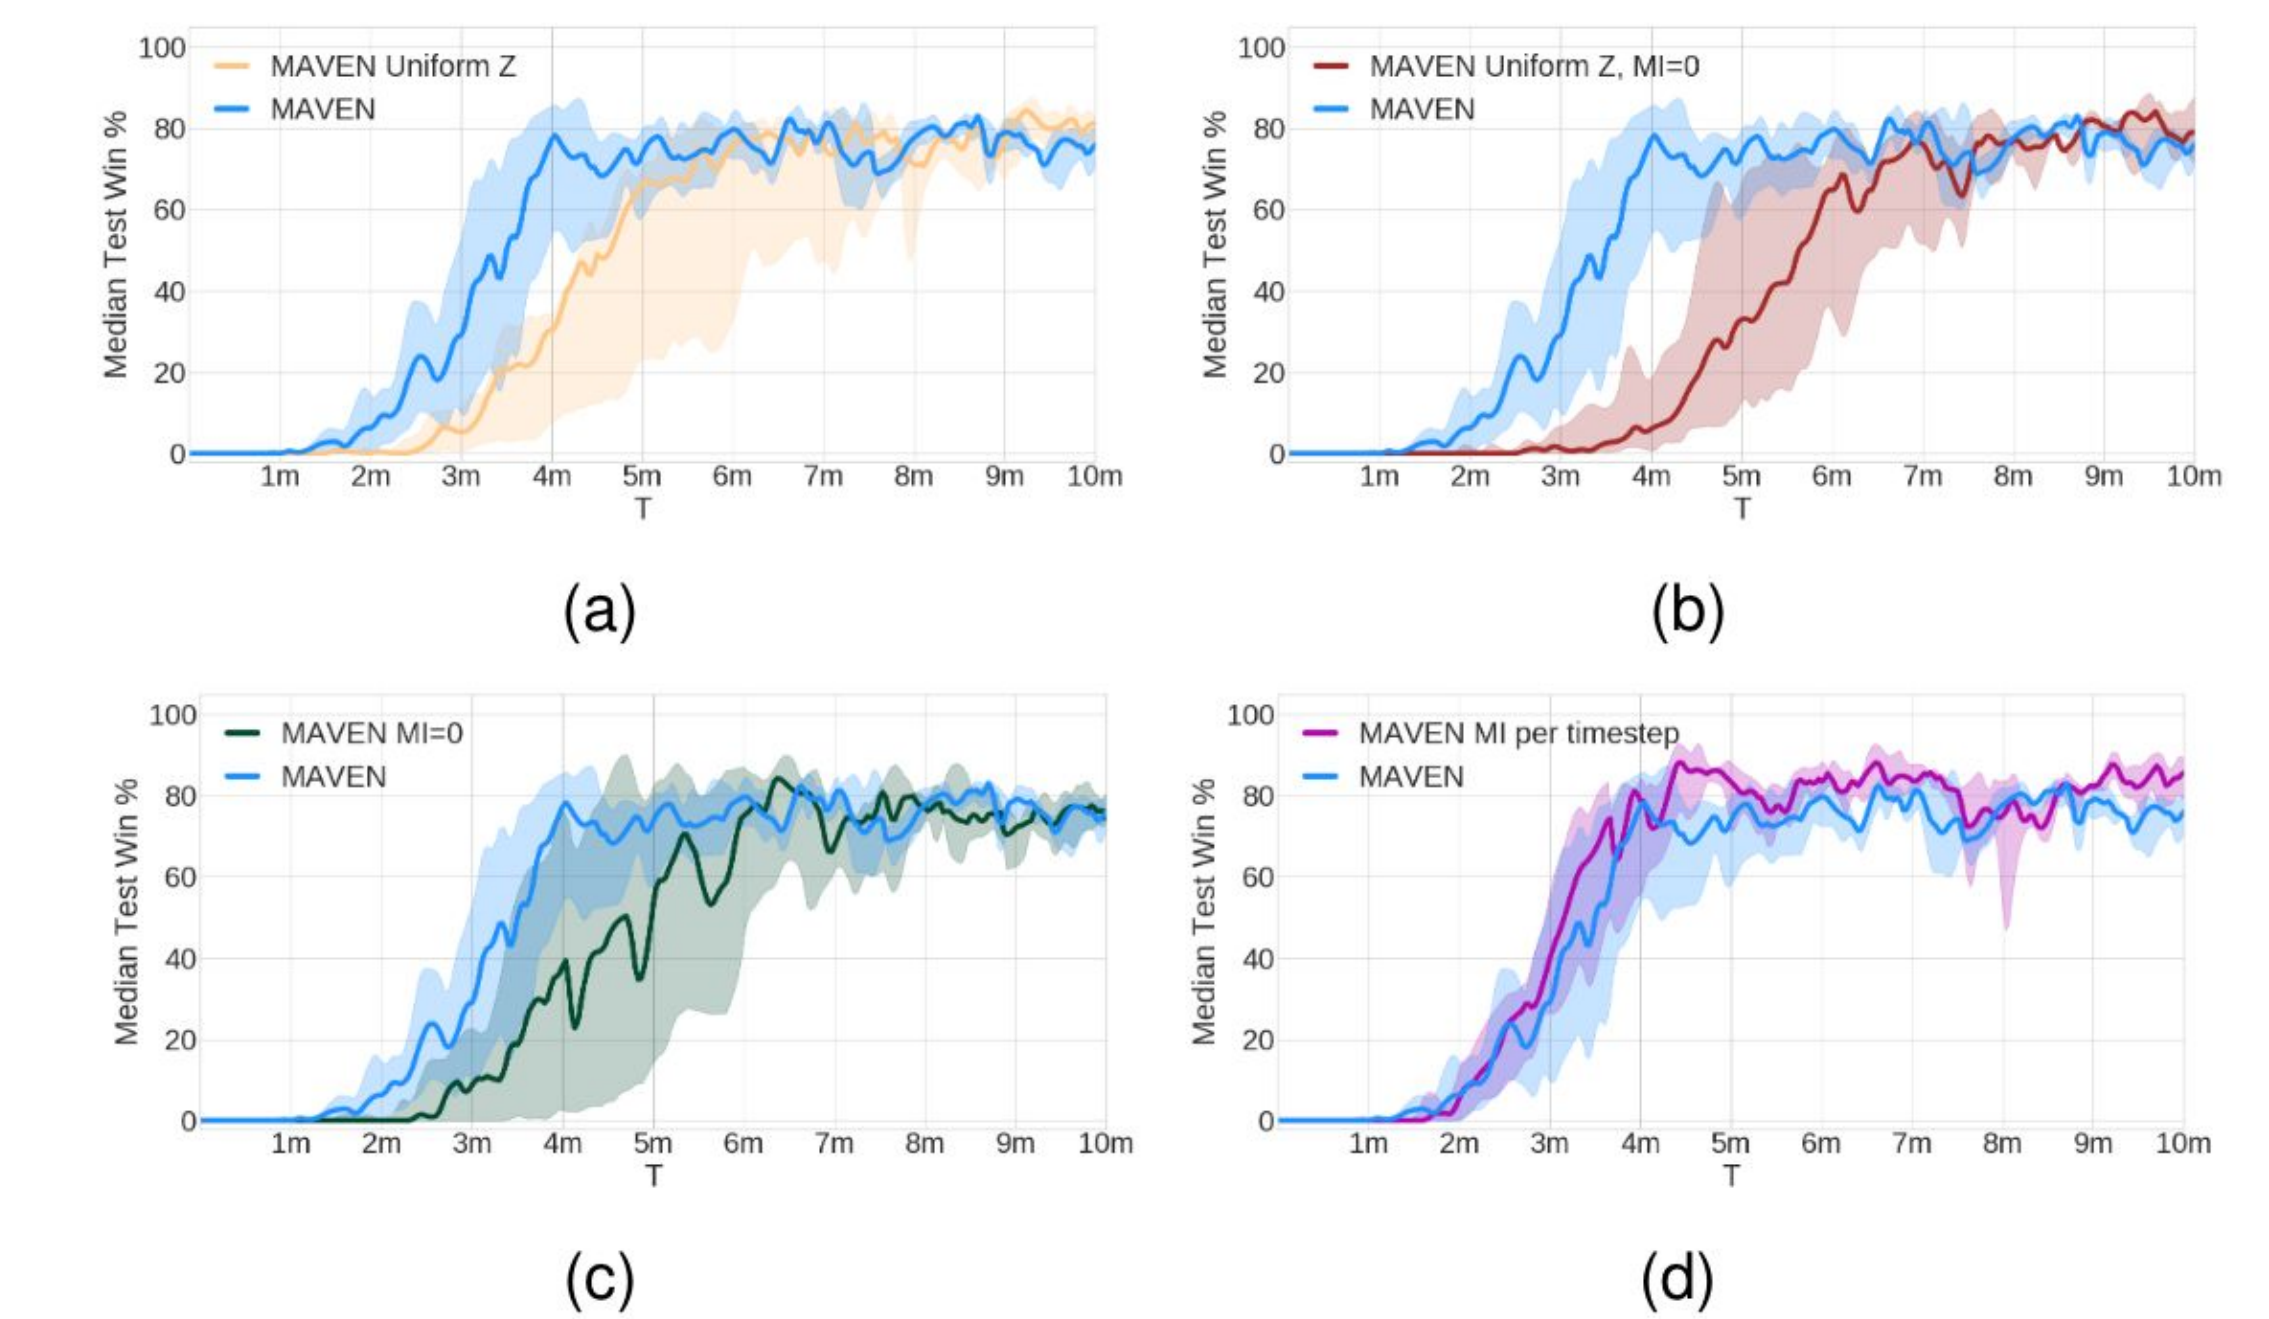 100
MAVEN Uniform Z
MAVEN
80
60
40
20
0
Median Test Win %
1m 2m 3m 4m 5m 6m 7m 8m 9m 10m
T
(a)
100
MAVEN Uniform Z, MI=0
MAVEN
80
60
40
20
0
Median Test Win %
1m 2m 3m 4m 5m 6m 7m 8m 9m 10m
T
(b)
100
MAVEN MI=0
MAVEN
80
60
40
20
0
Median Test Win %
1m 2m 3m 4m 5m 6m 7m 8m 9m 10m
T
(c)
100
MAVEN MI per timestep
MAVEN
80
60
40
20
0
Median Test Win %
1m 2m 3m 4m 5m 6m 7m 8m 9m 10m
T
(d)